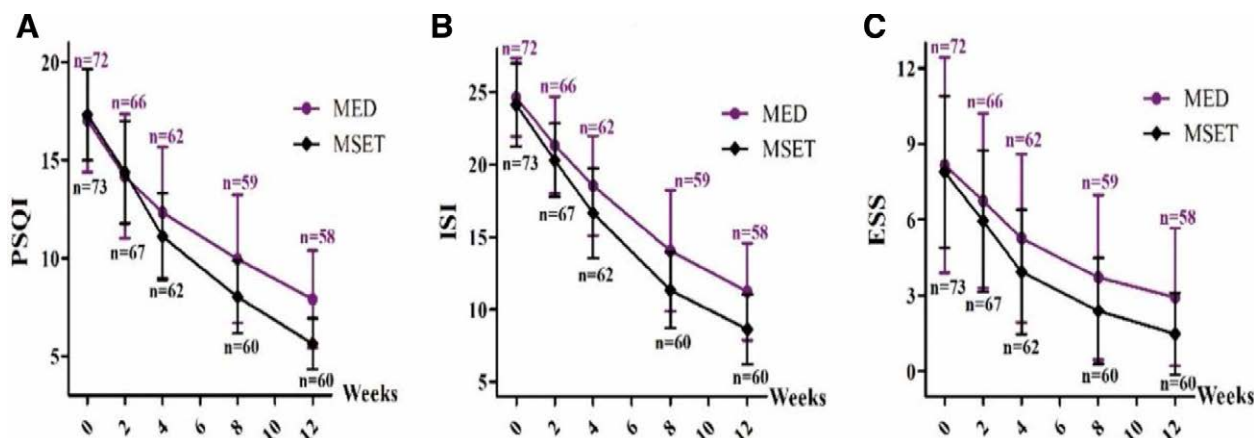 A
PSQI
20
15
10
5
n=72
n=66
n=62
n=59
n=58
n=73
n=67
n=62
n=60
n=60
MED
MSET
Weeks
0 2 4 6 8 10 12
B
ISI
25
20
15
10
5
n=72
n=66
n=62
n=59
n=58
n=73
n=67
n=62
n=60
n=60
MED
MSET
Weeks
0 2 4 6 8 10 12
C
ESS
12
9
6
3
0
n=72
n=66
n=62
n=59
n=58
n=73
n=67
n=62
n=60
n=60
MED
MSET
Weeks
0 2 4 6 8 10 12